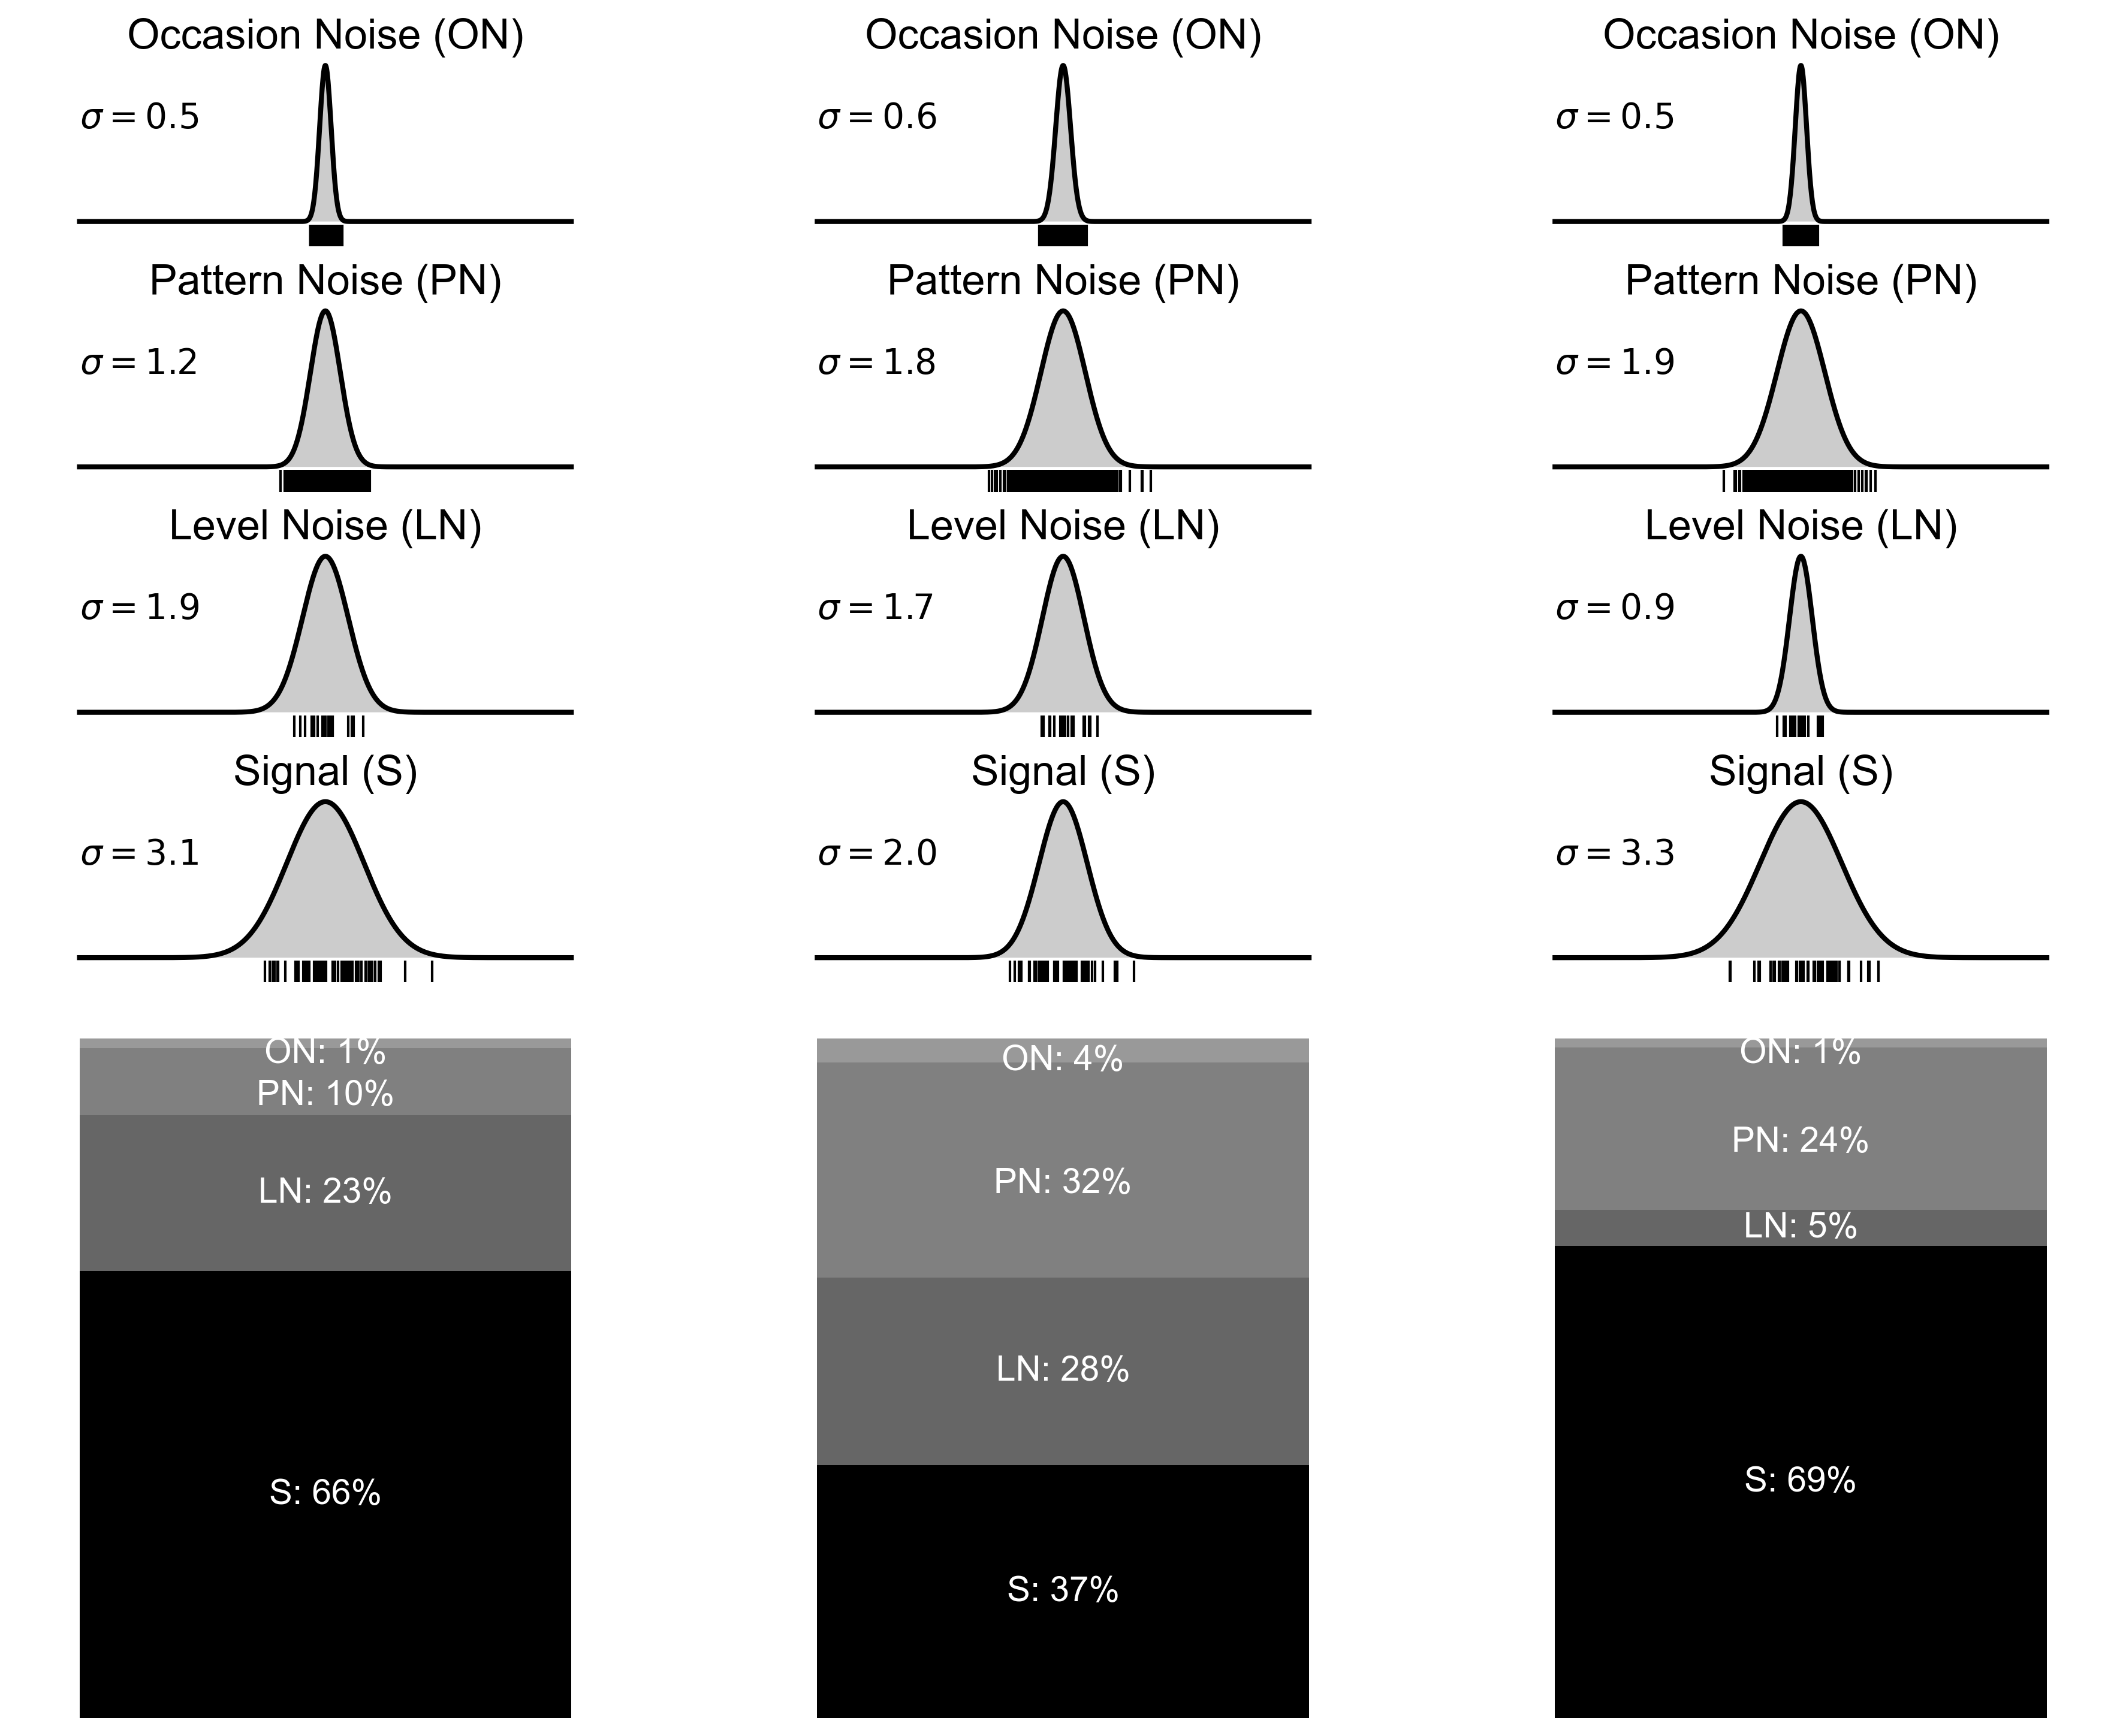 Occasion Noise (ON)
σ = 0.5
Pattern Noise (PN)
σ = 1.2
Level Noise (LN)
σ = 1.9
Signal (S)
σ = 3.1
ON: 1%
PN: 10%
LN: 23%
S: 66%
Occasion Noise (ON)
σ = 0.6
Pattern Noise (PN)
σ = 1.8
Level Noise (LN)
σ = 1.7
Signal (S)
σ = 2.0
ON: 4%
PN: 32%
LN: 28%
S: 37%
Occasion Noise (ON)
σ = 0.5
Pattern Noise (PN)
σ = 1.9
Level Noise (LN)
σ = 0.9
Signal (S)
σ = 3.3
ON: 1%
PN: 24%
LN: 5%
S: 69%